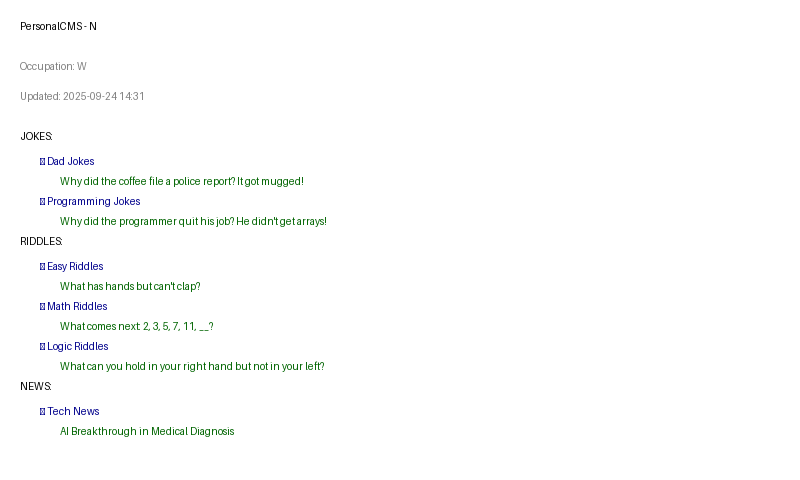 PersonalCMS - N
Occupation: W
Updated: 2025-09-24 14:31
JOKES:
Dad Jokes
Why did the coffee file a police report? It got mugged!
Programming Jokes
Why did the programmer quit his job? He didn't get arrays!
RIDDLES:
Easy Riddles
What has hands but can't clap?
Math Riddles
What comes next: 2, 3, 5, 7, 11, __?
Logic Riddles
What can you hold in your right hand but not in your left?
NEWS:
Tech News
AI Breakthrough in Medical Diagnosis